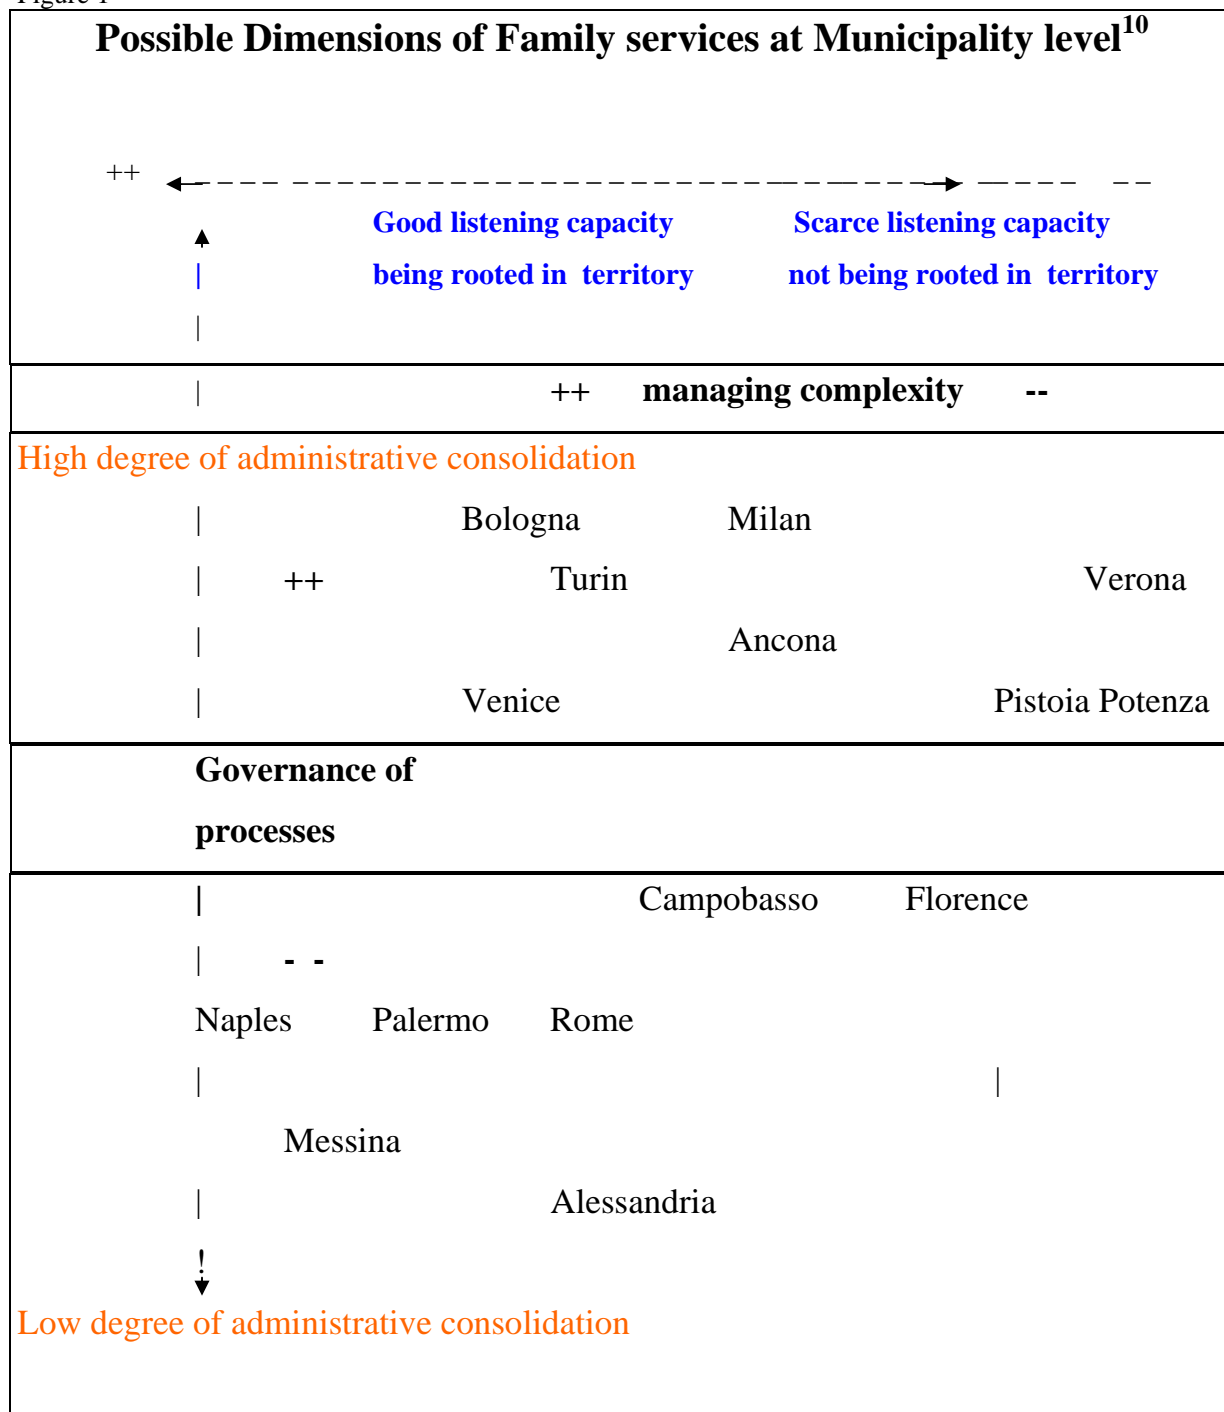 Figure 1
Possible Dimensions of Family services at Municipality level10
++ – – – – – – – – – – – – – – – – – – – – – – – – – – – – – – – – – – – – – – – – – –
Good listening capacity Scarce listening capacity
| being rooted in territory not being rooted in territory
|
| ++ managing complexity --
High degree of administrative consolidation
| Bologna Milan
| ++ Turin Verona
| Ancona
| Venice Pistoia Potenza
Governance of
processes
| Campobasso Florence
| - -
Naples Palermo Rome
| |
Messina
| Alessandria
!
Low degree of administrative consolidation